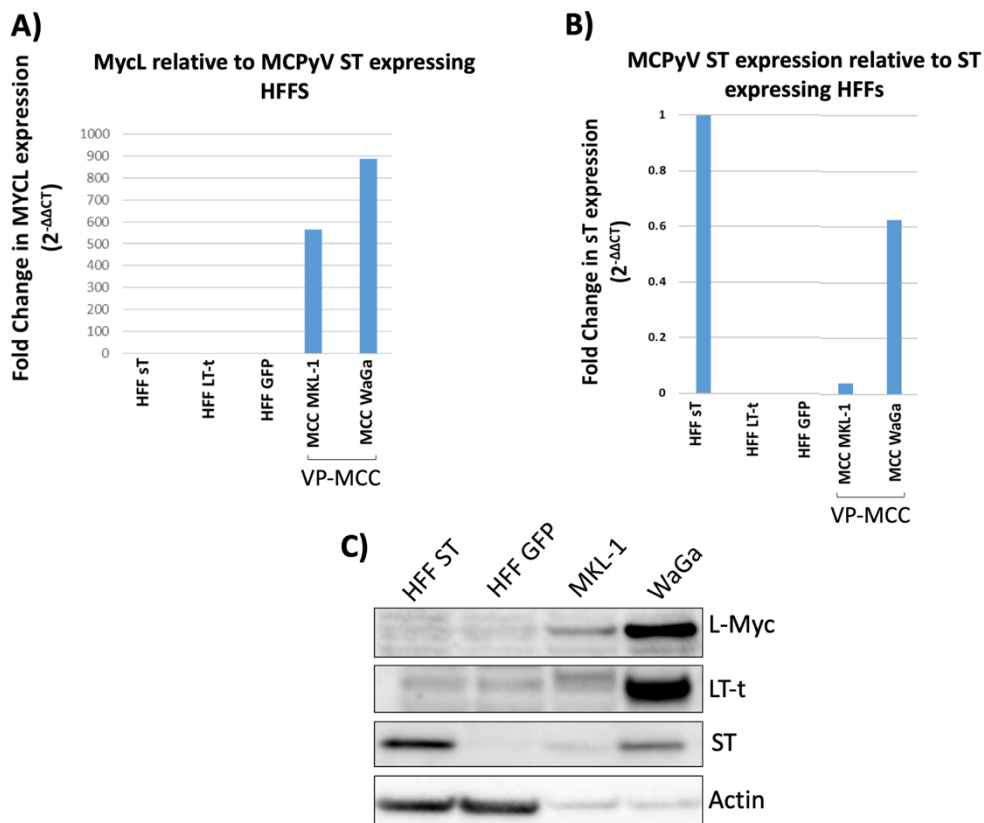 A)
MycL relative to MCPyV ST expressing
HFFS
Fold Change in MYCL expression
(2-ΔΔCT)
1000
900
800
700
600
500
400
300
200
100
0
HFF sT
HFF LT-t
HFF GFP
MCC MKL-1
MCC WaGa
VP-MCC
B)
MCPyV ST expression relative to ST
expressing HFFs
Fold Change in sT expression
(2-ΔΔCT)
1
0.8
0.6
0.4
0.2
0
HFF sT
HFF LT-t
HFF GFP
MCC MKL-1
MCC WaGa
VP-MCC
C)
HFF ST
HFF GFP
MKL-1
WaGa
L-Myc
LT-t
ST
Actin